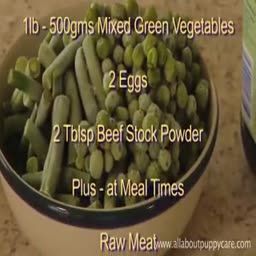 1lb - 500gms Mixed Green Vegetables
2 Eggs
2 Tblsp Beef Stock Powder
Plus - at Meal Times
Raw Meat
www.allaboutpuppycare.com